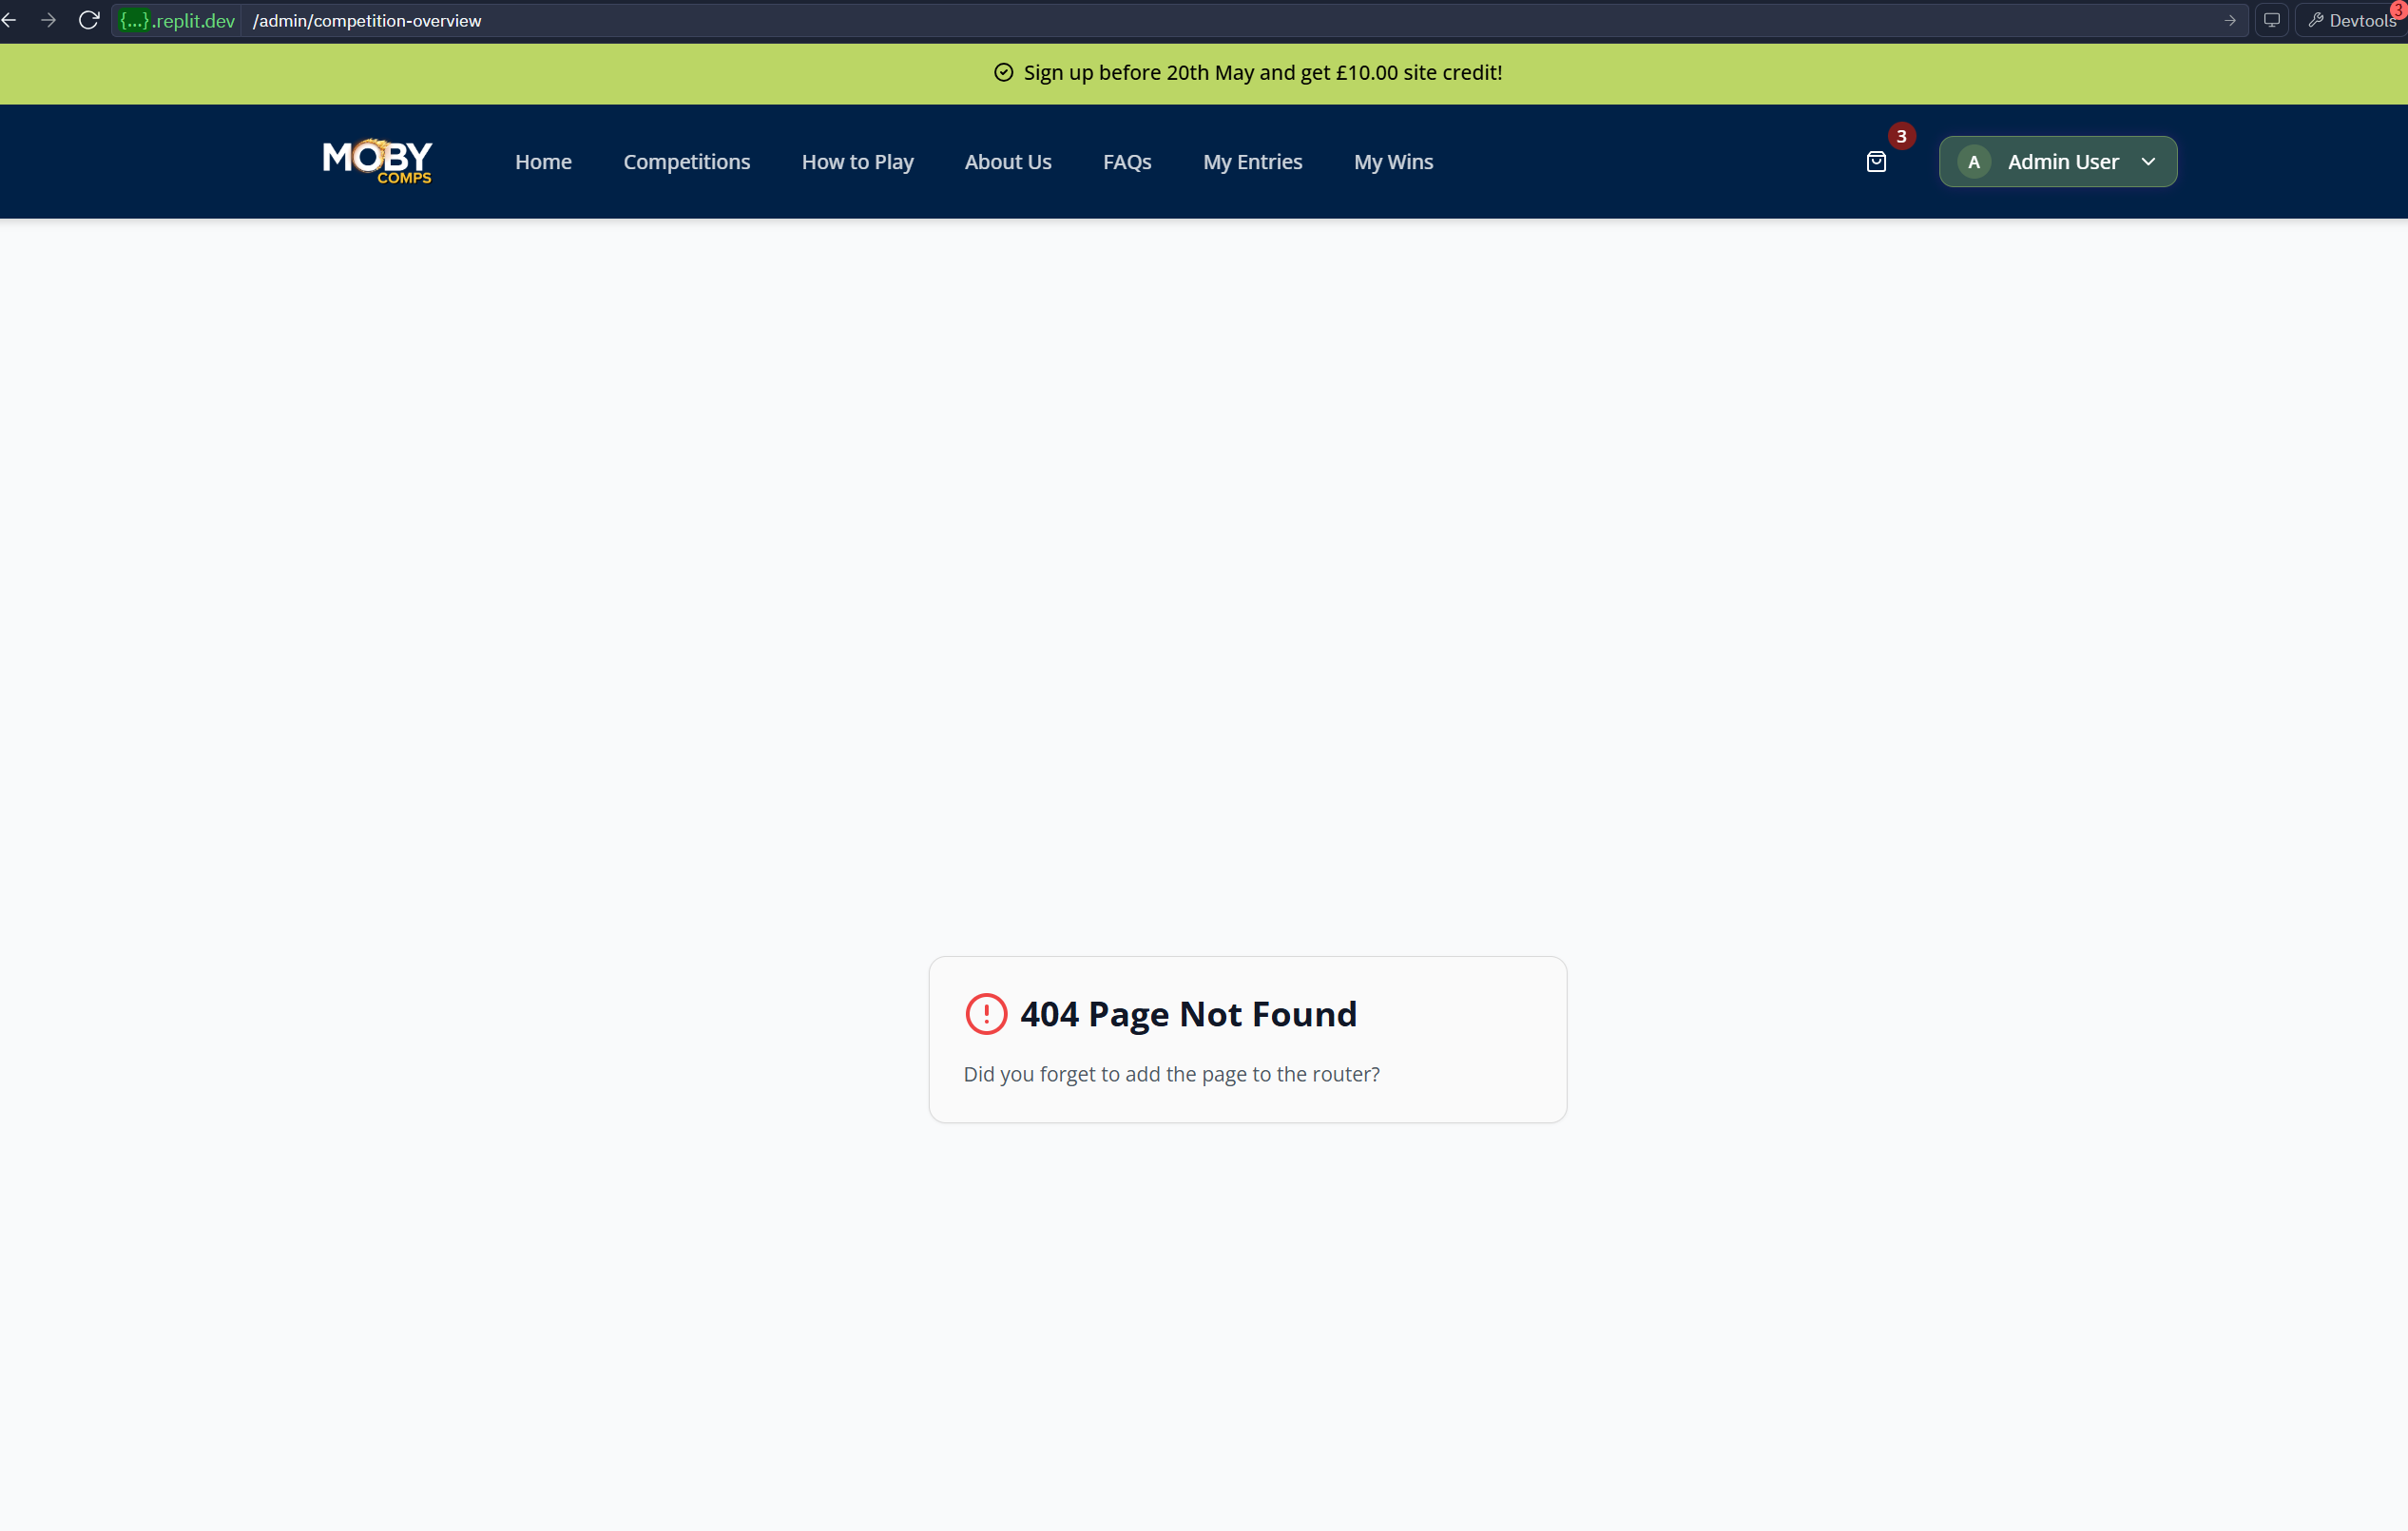 {...}.replit.dev /admin/competition-overview Devtools 3
Sign up before 20th May and get £10.00 site credit!
MOBY COMPS
Home Competitions How to Play About Us FAQs My Entries My Wins 3 A Admin User
404 Page Not Found
Did you forget to add the page to the router?